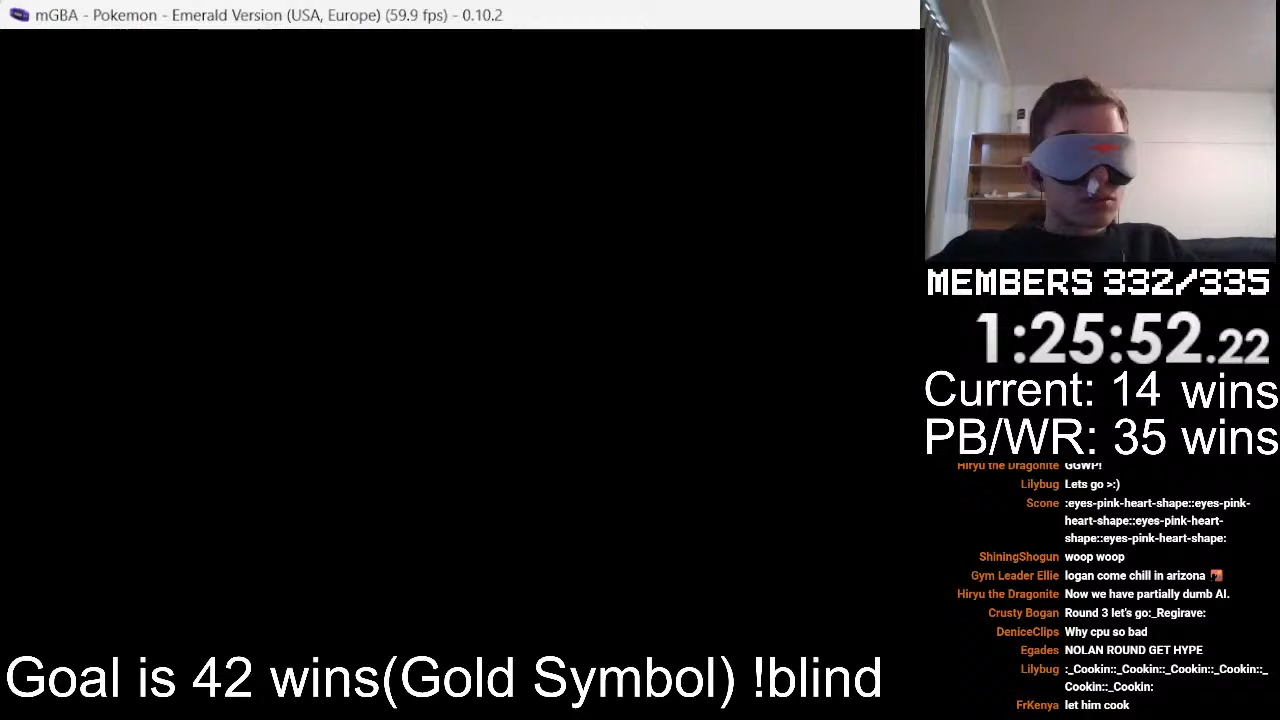 mGBA - Pokemon - Emerald Version (USA, Europe) (59.9 fps) - 0.10.2
MEMBERS 332/335
1:25:52.22
Current: 14 wins
PB/WR: 35 wins
Hiryu the Dragonite GGWP!
Lilybug Lets go >:)
Scone :eyes-pink-heart-shape::eyes-pink-
heart-shape::eyes-pink-heart-
shape::eyes-pink-heart-shape:
ShiningShogun woop woop
Gym Leader Ellie logan come chill in arizona
Hiryu the Dragonite Now we have partially dumb AI.
Crusty Bogan Round 3 let's go:_Regirave:
DeniceClips Why cpu so bad
Egades NOLAN ROUND GET HYPE
Lilybug :_Cookin::_Cookin::_Cookin::_Cookin::_
Cookin::_Cookin:
FrKenya let him cook
Goal is 42 wins(Gold Symbol) !blind